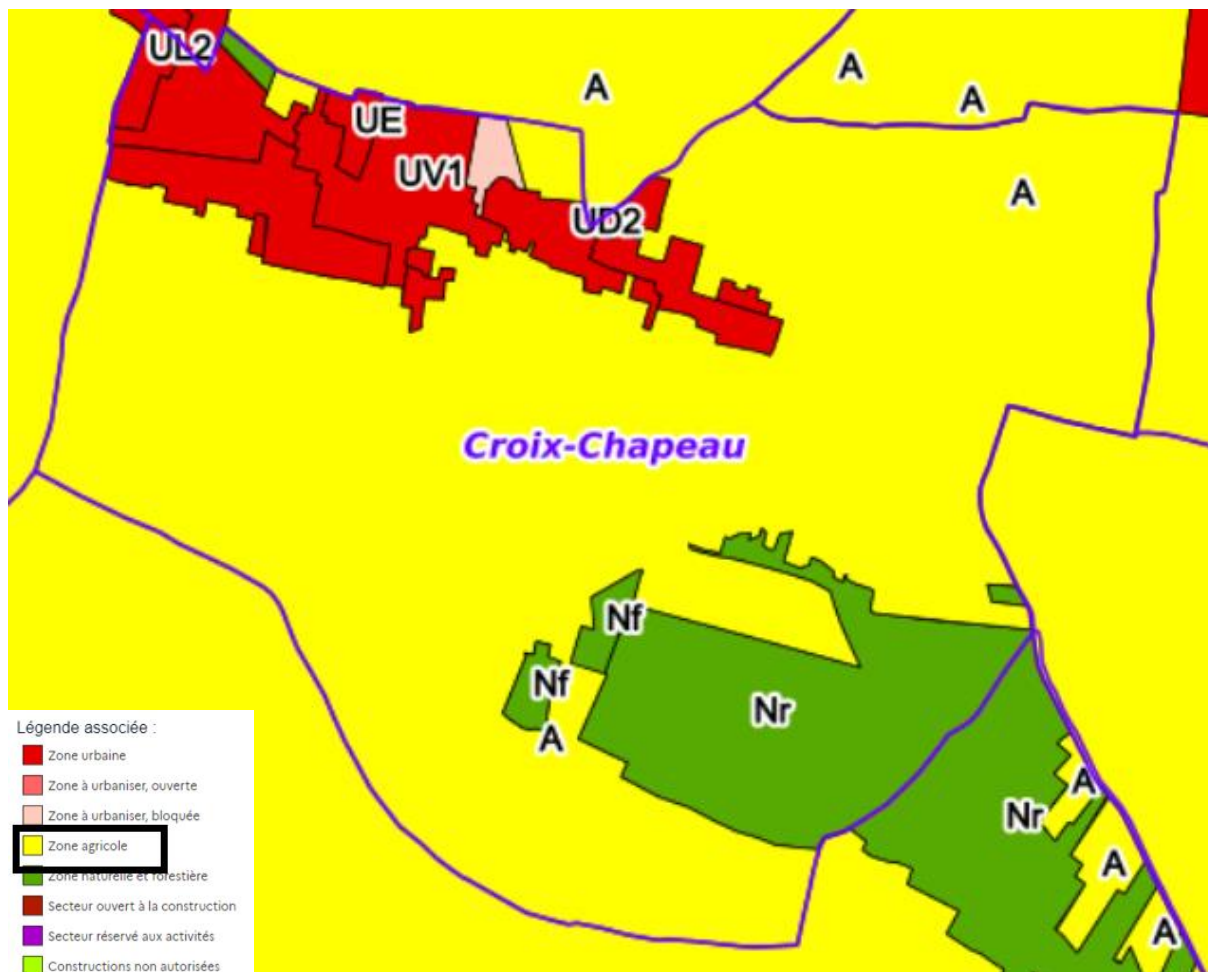 UL2
A
A
A
UE
UV1
A
UD2
Croix-Chapeau
Nf
Nf
Nr
A
A
Nr
A
A
Légende associée :
Zone urbaine
Zone à urbaniser, ouverte
Zone à urbaniser, bloquée
Zone agricole
Zone naturelle et forestière
Secteur ouvert à la construction
Secteur réservé aux activités
Constructions non autorisées